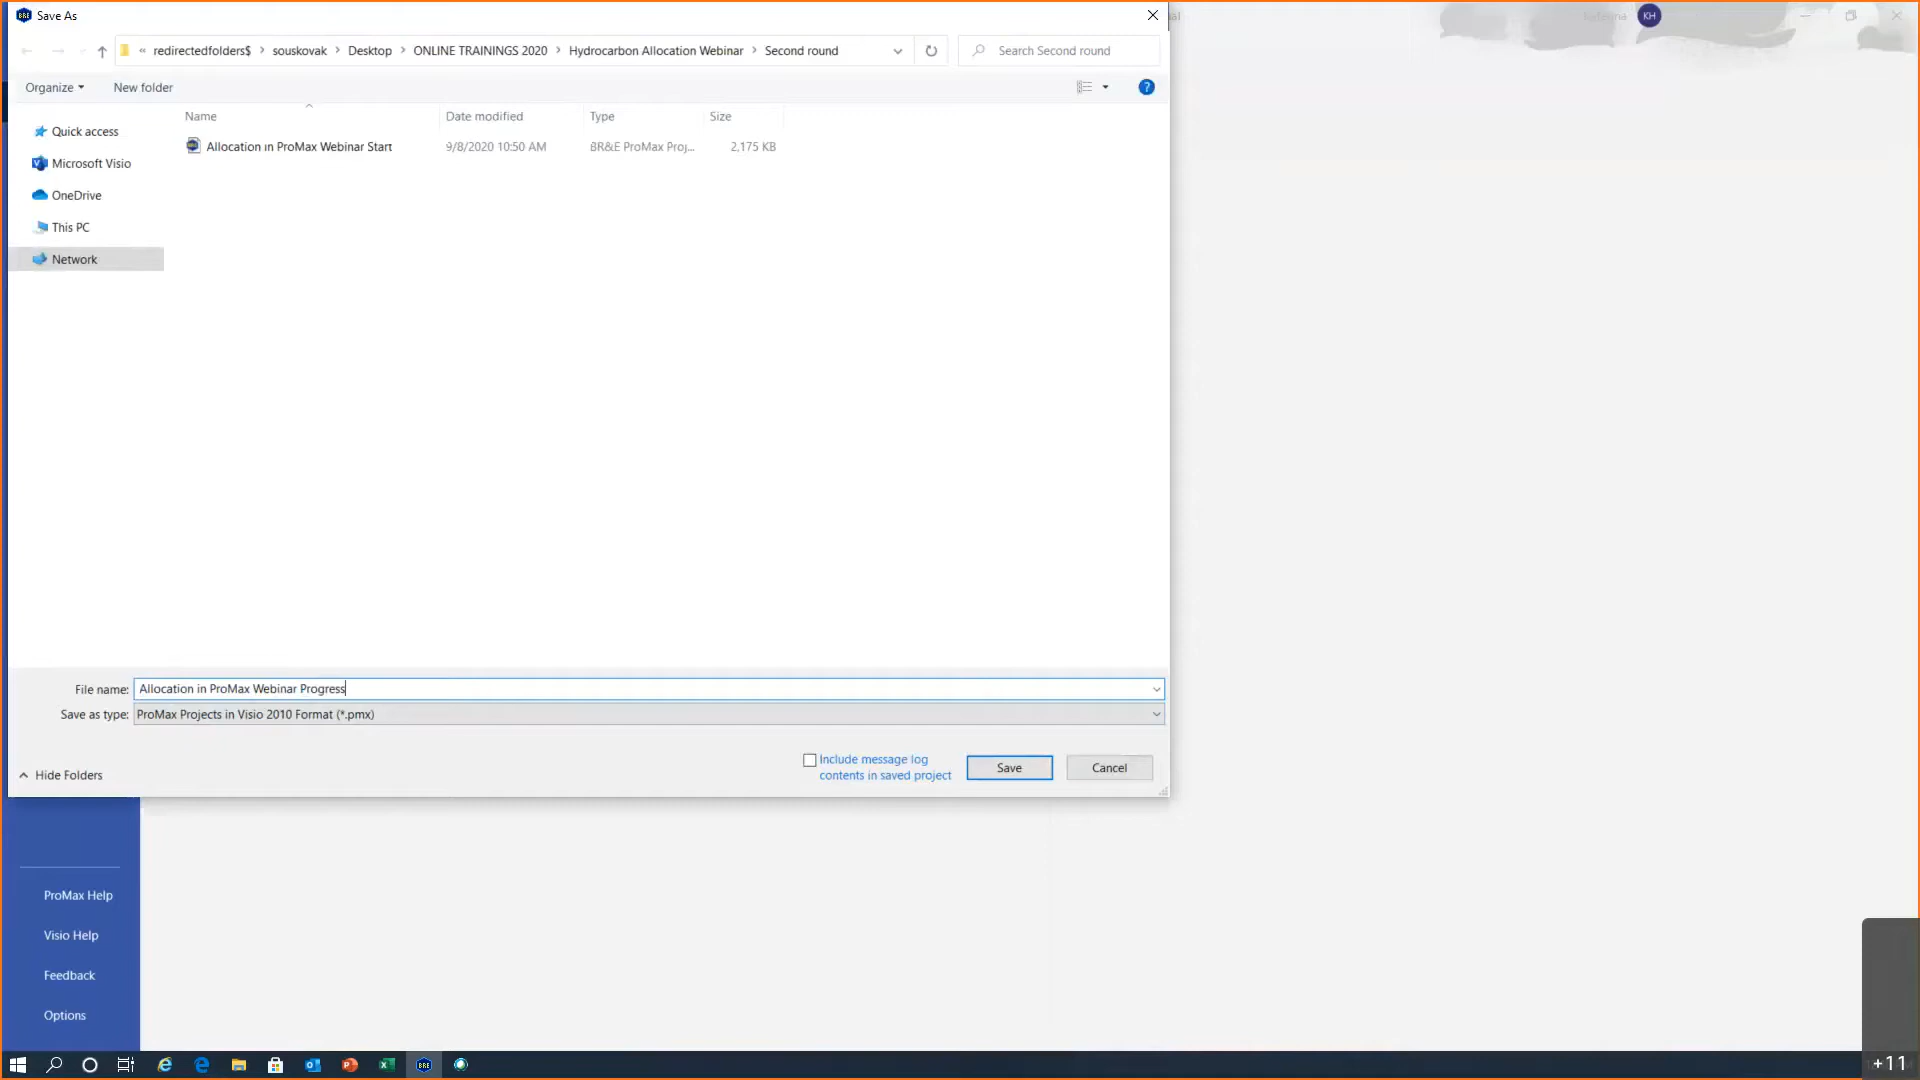 Save As
« redirectedfolders$ > souskovak > Desktop > ONLINE TRAININGS 2020 > Hydrocarbon Allocation Webinar > Second round
Search Second round
KH
Organize
New folder
?
Name
Date modified
Type
Size
Quick access
Allocation in ProMax Webinar Start
9/8/2020 10:50 AM
BR&E ProMax Proj...
2,175 KB
Microsoft Visio
OneDrive
This PC
Network
File name:
Allocation in ProMax Webinar Progress
Save as type:
ProMax Projects in Visio 2010 Format (*.pmx)
Include message log
contents in saved project
Save
Cancel
Hide Folders
ProMax Help
Visio Help
Feedback
Options
+11